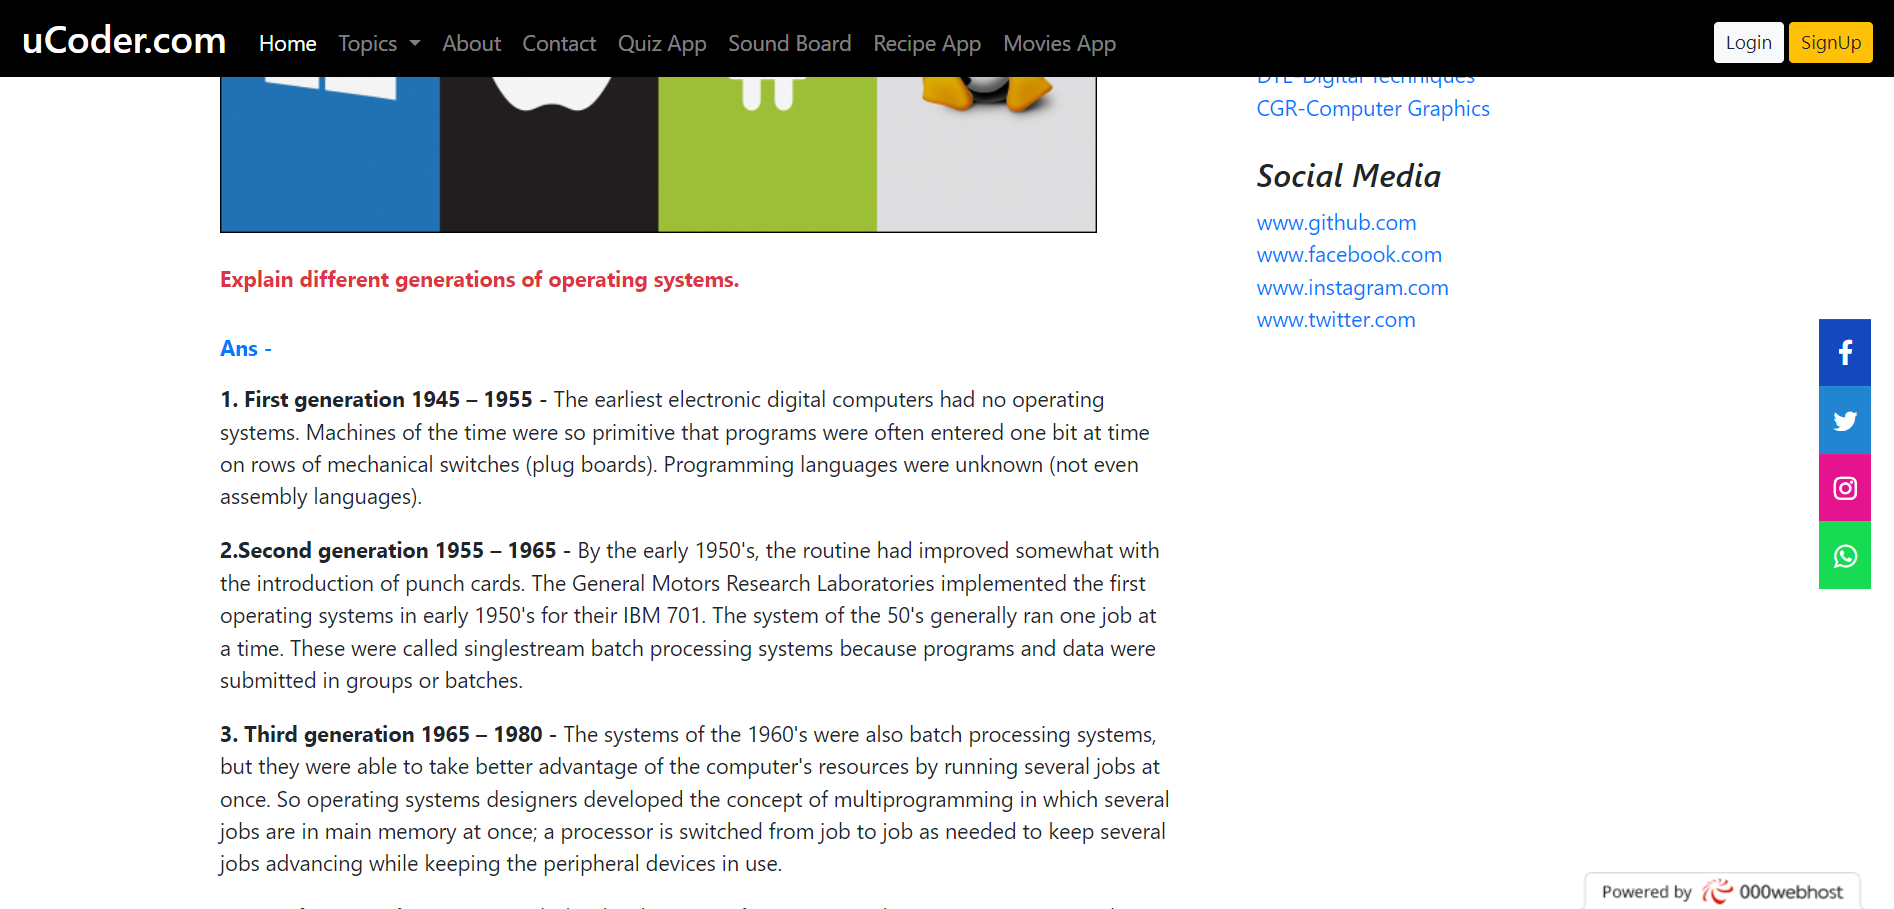 uCoder.com Home Topics About Contact Quiz App Sound Board Recipe App Movies App Login SignUp
Explain different generations of operating systems.
Ans -
1. First generation 1945 – 1955 - The earliest electronic digital computers had no operating
systems. Machines of the time were so primitive that programs were often entered one bit at time
on rows of mechanical switches (plug boards). Programming languages were unknown (not even
assembly languages).
2.Second generation 1955 – 1965 - By the early 1950's, the routine had improved somewhat with
the introduction of punch cards. The General Motors Research Laboratories implemented the first
operating systems in early 1950's for their IBM 701. The system of the 50's generally ran one job at
a time. These were called singlestream batch processing systems because programs and data were
submitted in groups or batches.
3. Third generation 1965 – 1980 - The systems of the 1960's were also batch processing systems,
but they were able to take better advantage of the computer's resources by running several jobs at
once. So operating systems designers developed the concept of multiprogramming in which several
jobs are in main memory at once; a processor is switched from job to job as needed to keep several
jobs advancing while keeping the peripheral devices in use.
DTE-Digital Techniques
CGR-Computer Graphics
Social Media
www.github.com
www.facebook.com
www.instagram.com
www.twitter.com
Powered by 000webhost